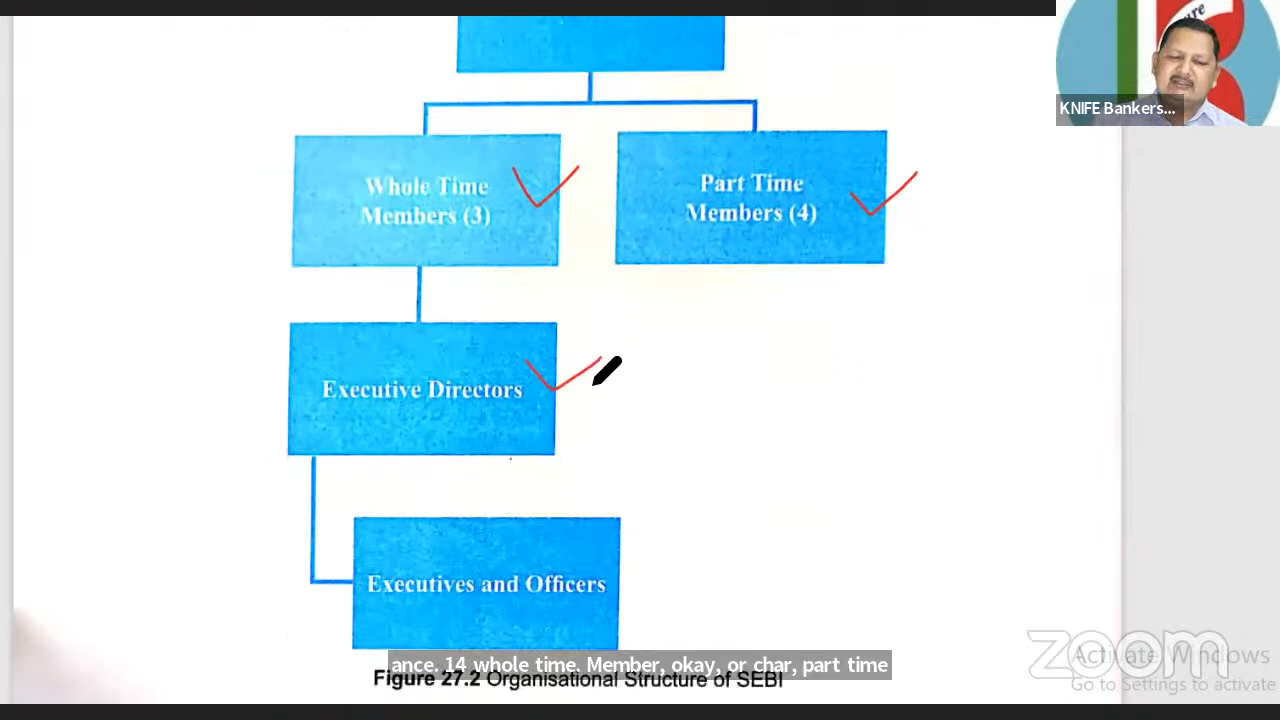 are
KNIFE Bankers...
Whole Time
Members (3)
Part Time
Members (4)
Executive Directors
Executives and Officers
ance. 14 whole time. Member, okay, or char, part time
Figure 27.2 Organisational Structure of SEBI
zoom
Activate Windows
Go to Settings to activate